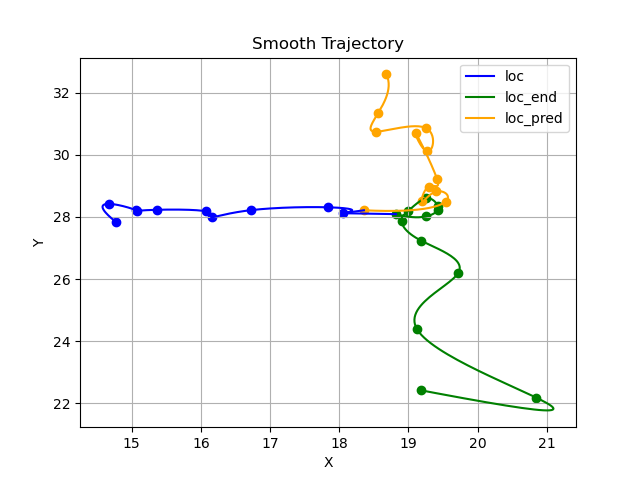 Smooth Trajectory
loc
loc_end
loc_pred
32
30
28
26
24
22
Y
15 16 17 18 19 20 21
X